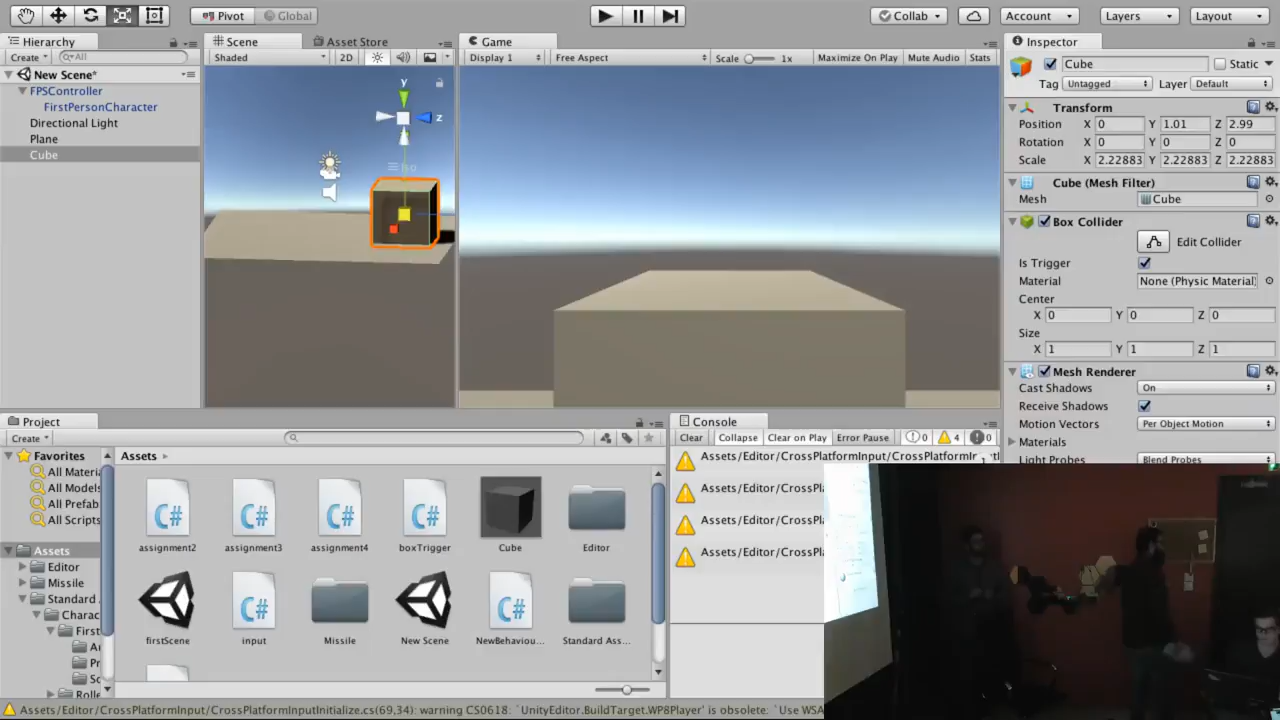 Pivot Global Collab Account Layers Layout
Hierarchy
Create All
New Scene*
FPSController
FirstPersonCharacter
Directional Light
Plane
Cube
Scene Asset Store
Shaded 2D
y
z
Game
Display 1 Free Aspect Scale 1x Maximize On Play Mute Audio Stats
Inspector
Cube Static
Tag Untagged Layer Default
Transform
Position X 0 Y 1.01 Z 2.99
Rotation X 0 Y 0 Z 0
Scale X 2.22883 Y 2.22883 Z 2.22883
Cube (Mesh Filter)
Mesh Cube
Box Collider
Edit Collider
Is Trigger
Material None (Physic Material)
Center
X 0 Y 0 Z 0
Size
X 1 Y 1 Z 1
Mesh Renderer
Cast Shadows On
Receive Shadows
Motion Vectors Per Object Motion
Materials
Light Probes Blend Probes
Project
Create
Favorites
All Materia
All Models
All Prefab
All Scripts
Assets
Editor
Missile
Standard
Charac
First
Rolle
Assets
C# C# C# C#
assignment2 assignment3 assignment4 boxTrigger Cube Editor
C# C#
firstScene input Missile New Scene NewBehaviou... Standard Ass...
Console
Clear Collapse Clear on Play Error Pause 0 4 0
Assets/Editor/CrossPlatformInput/CrossPlatformInp
Assets/Editor/CrossPla
Assets/Editor/CrossPla
Assets/Editor/CrossPla
Assets/Editor/CrossPlatformInput/CrossPlatformInputInitialize.cs(69,34): warning CS0618: `UnityEditor.BuildTarget.WP8Player' is obsolete: `Use WSA